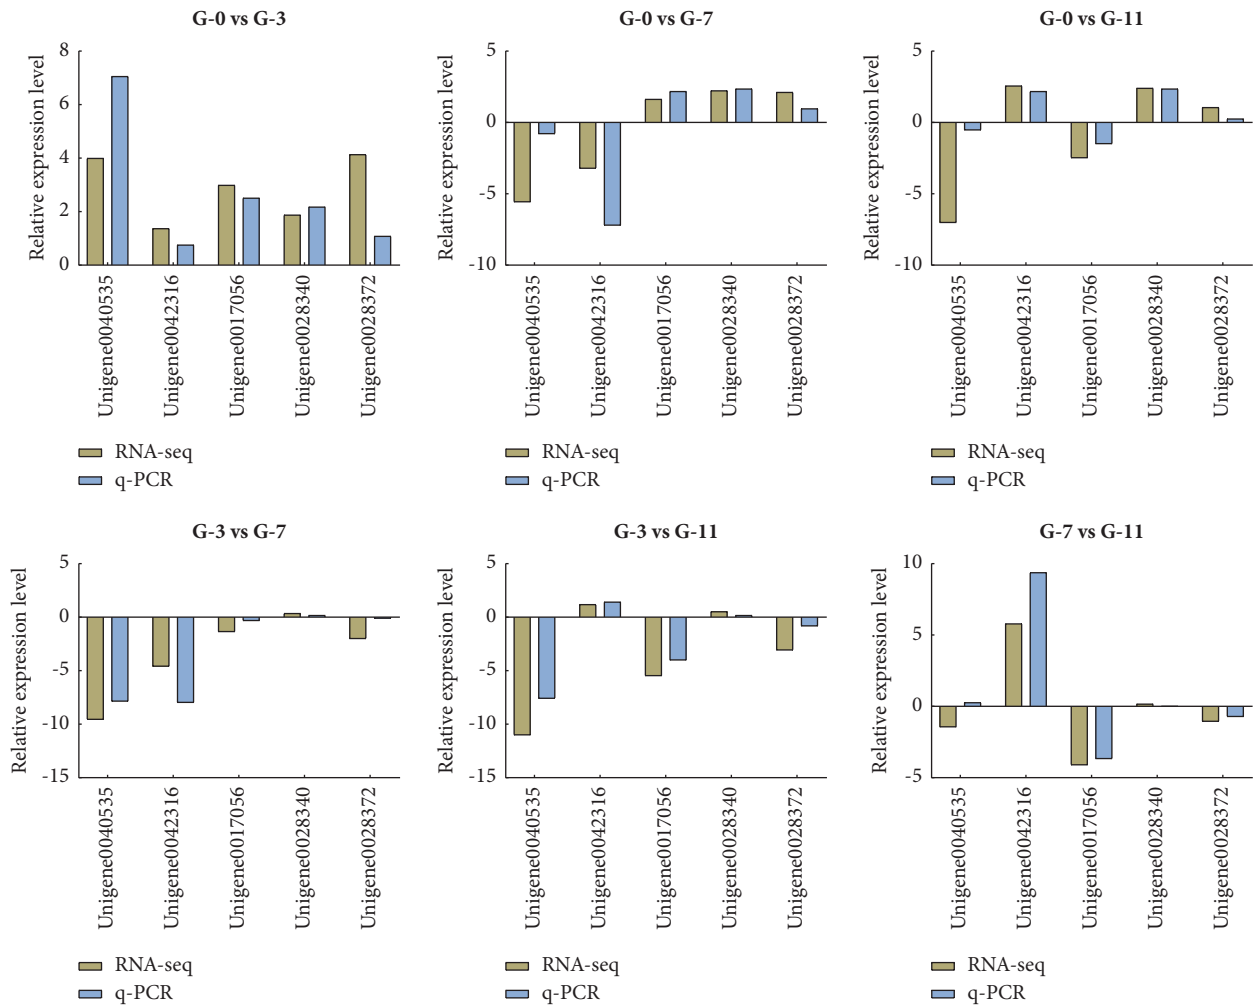 G-0 vs G-3
Relative expression level
8
6
4
2
0
Unigene0040535
Unigene0042316
Unigene0017056
Unigene0028340
Unigene0028372
RNA-seq
q-PCR
G-0 vs G-7
Relative expression level
5
0
-5
-10
Unigene0040535
Unigene0042316
Unigene0017056
Unigene0028340
Unigene0028372
RNA-seq
q-PCR
G-0 vs G-11
Relative expression level
5
0
-5
-10
Unigene0040535
Unigene0042316
Unigene0017056
Unigene0028340
Unigene0028372
RNA-seq
q-PCR
G-3 vs G-7
Relative expression level
5
0
-5
-10
-15
Unigene0040535
Unigene0042316
Unigene0017056
Unigene0028340
Unigene0028372
RNA-seq
q-PCR
G-3 vs G-11
Relative expression level
5
0
-5
-10
-15
Unigene0040535
Unigene0042316
Unigene0017056
Unigene0028340
Unigene0028372
RNA-seq
q-PCR
G-7 vs G-11
Relative expression level
10
5
0
-5
Unigene0040535
Unigene0042316
Unigene0017056
Unigene0028340
Unigene0028372
RNA-seq
q-PCR